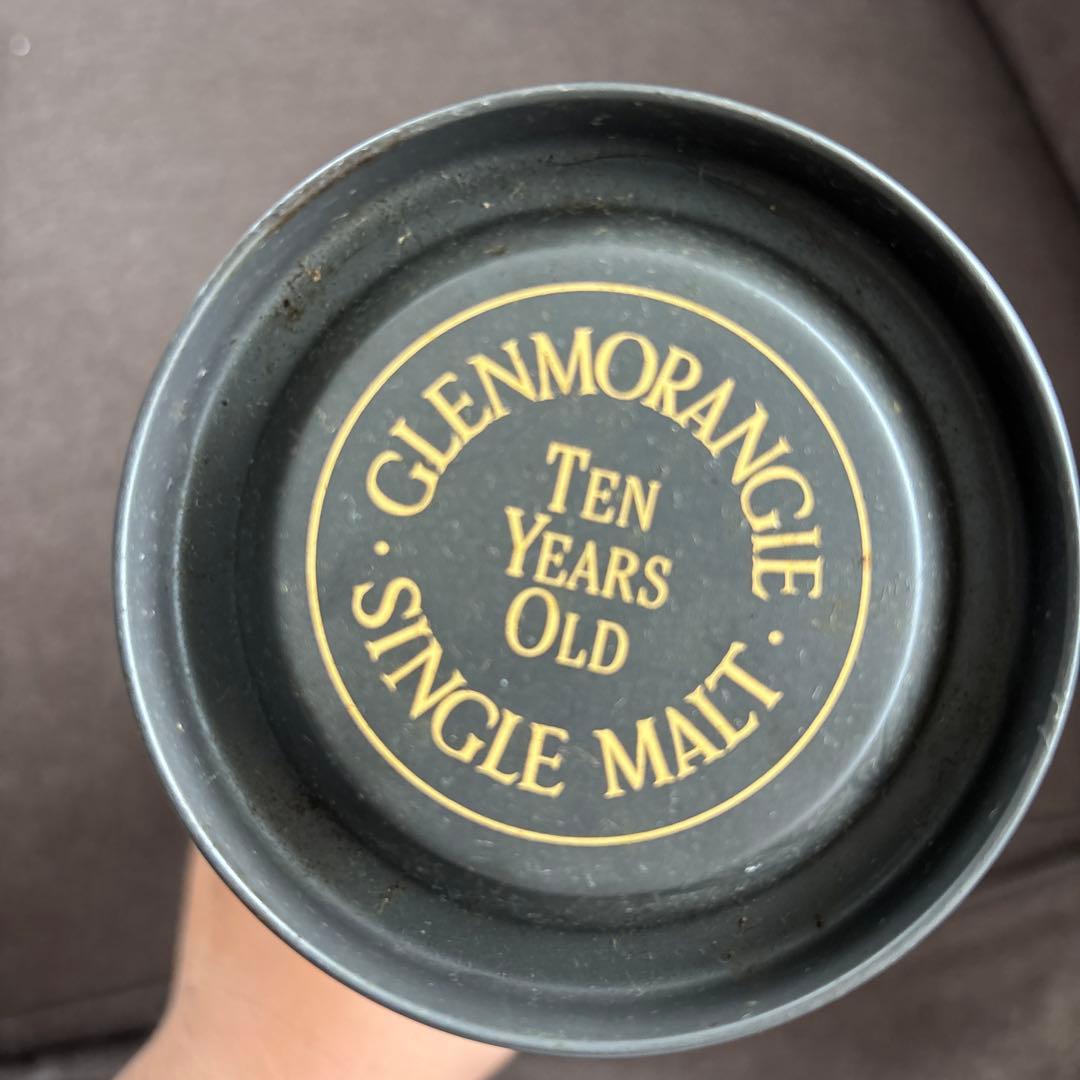 GLENMORANGIE
TEN
YEARS
OLD
· SINGLE MALT ·